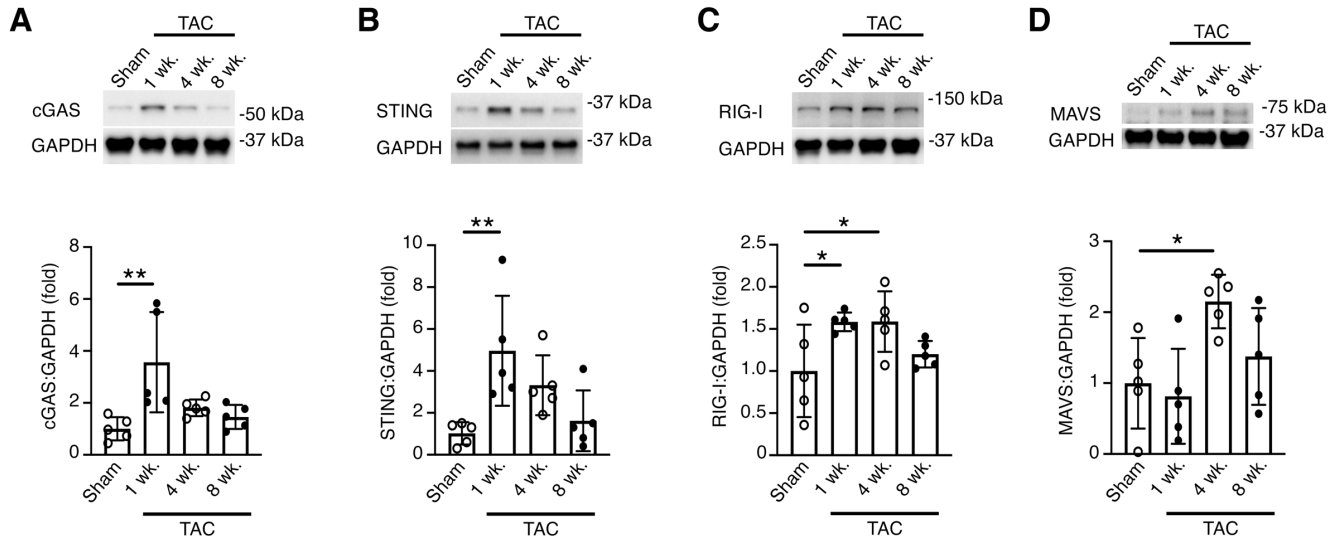 A
TAC
Sham
1 wk.
4 wk.
8 wk.
cGAS
-50 kDa
GAPDH
-37 kDa
**
cGAS:GAPDH (fold)
8
6
4
2
0
Sham
1 wk.
4 wk.
8 wk.
TAC
B
TAC
Sham
1 wk.
4 wk.
8 wk.
STING
-37 kDa
GAPDH
-37 kDa
**
STING:GAPDH (fold)
10
8
6
4
2
0
Sham
1 wk.
4 wk.
8 wk.
TAC
C
TAC
Sham
1 wk.
4 wk.
8 wk.
RIG-I
-150 kDa
GAPDH
-37 kDa
*
*
RIG-I:GAPDH (fold)
2.5
2.0
1.5
1.0
0.5
0
Sham
1 wk.
4 wk.
8 wk.
TAC
D
TAC
Sham
1 wk.
4 wk.
8 wk.
MAVS
-75 kDa
GAPDH
-37 kDa
*
MAVS:GAPDH (fold)
3
2
1
0
Sham
1 wk.
4 wk.
8 wk.
TAC